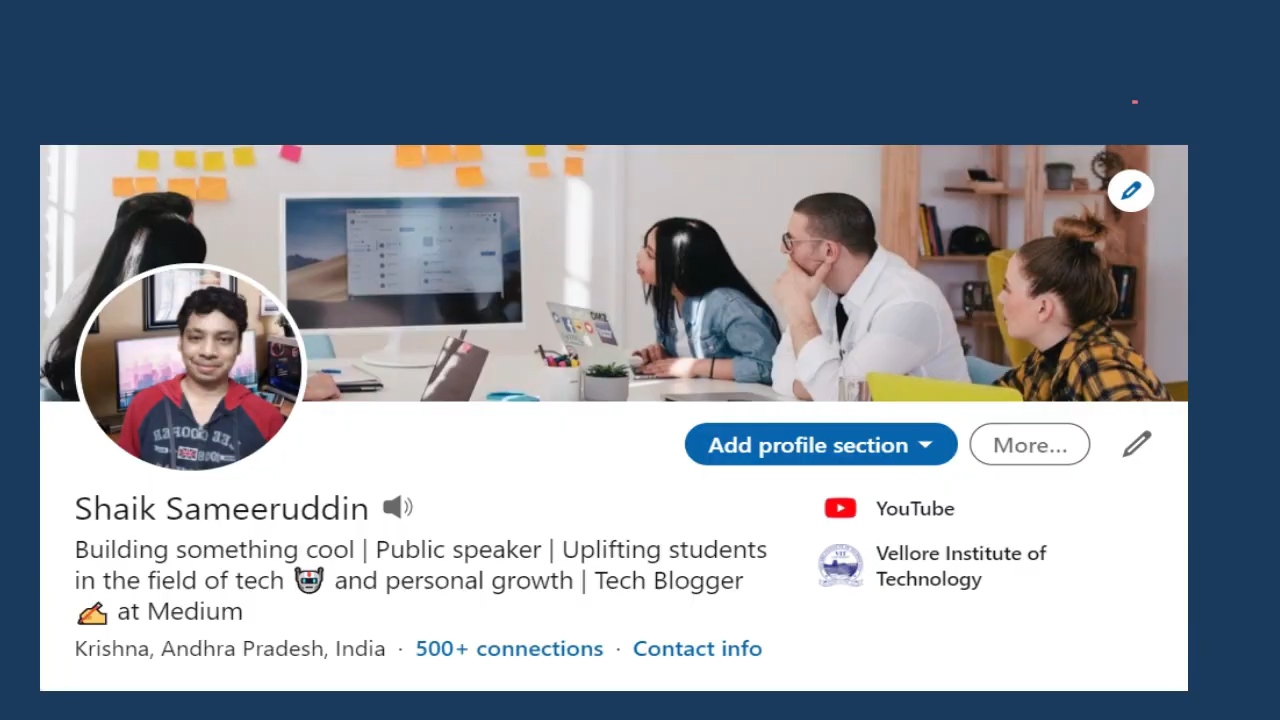 Add profile section
More...
Shaik Sameeruddin
YouTube
Building something cool | Public speaker | Uplifting students
in the field of tech 🤖 and personal growth | Tech Blogger
✍ at Medium
Vellore Institute of
Technology
Krishna, Andhra Pradesh, India · 500+ connections · Contact info